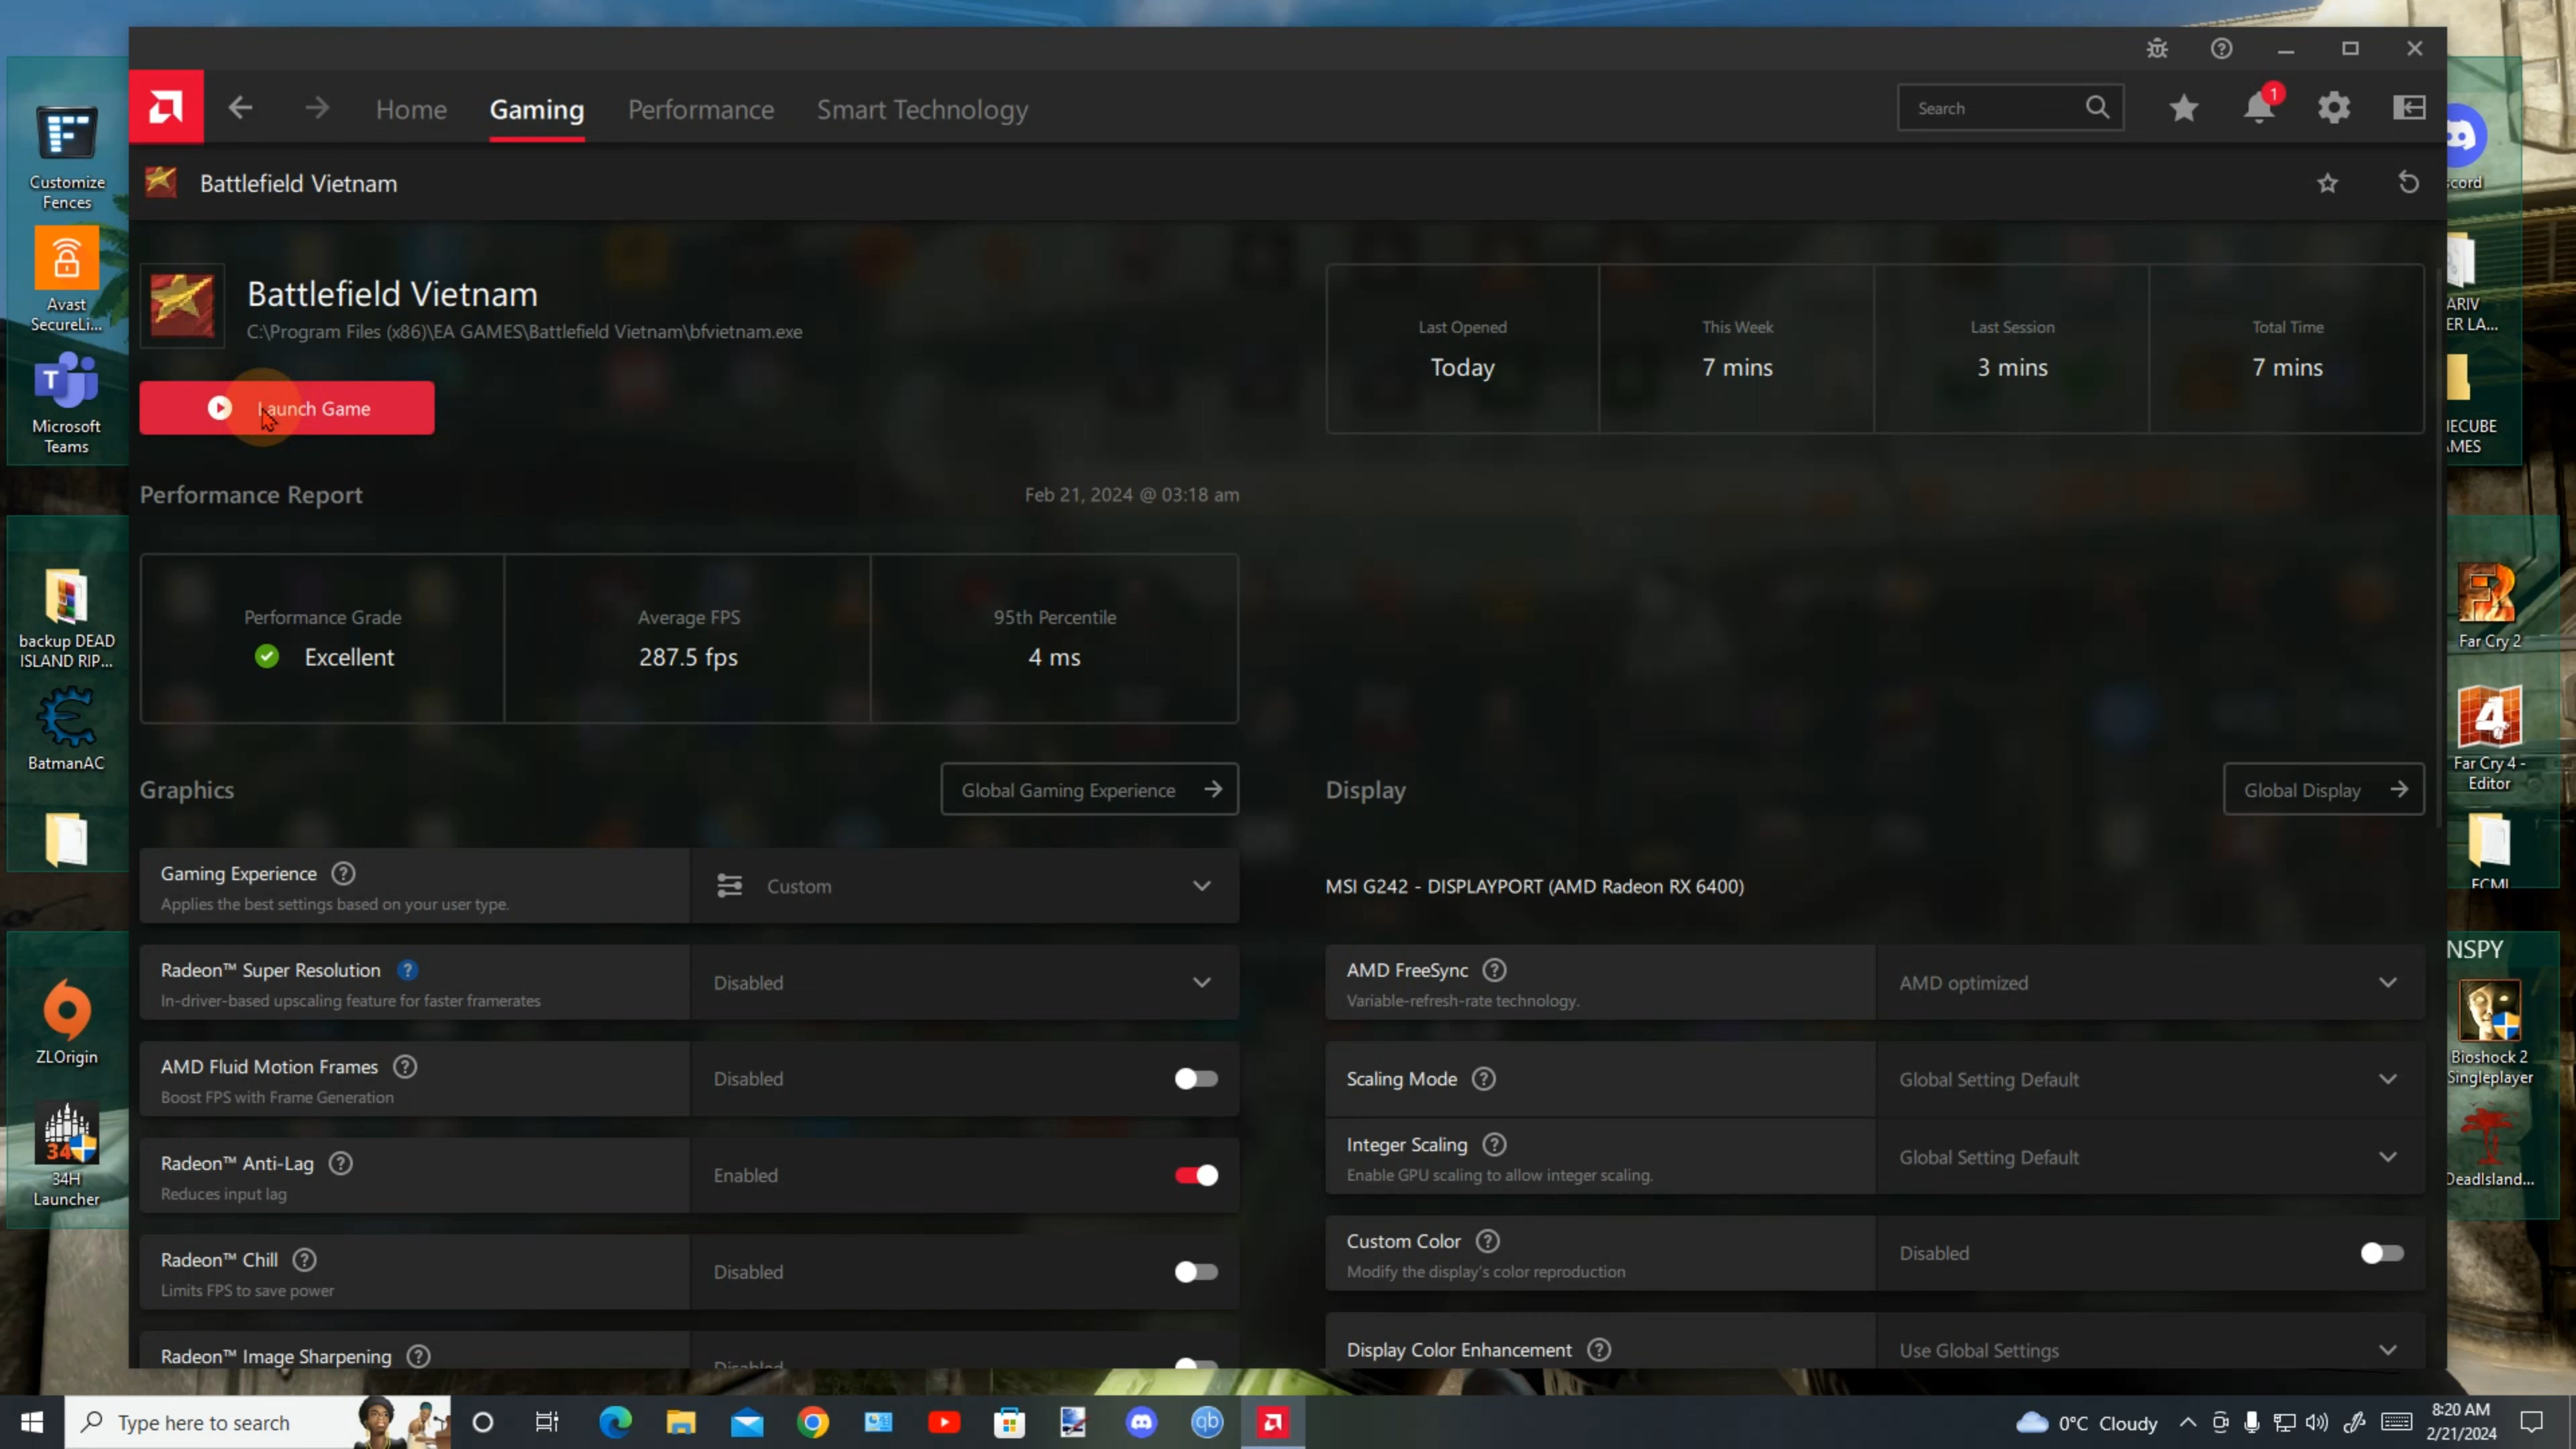 Home
Gaming
Performance
Smart Technology
Search
1
Battlefield Vietnam
Battlefield Vietnam
C:\Program Files (x86)\EA GAMES\Battlefield Vietnam\bfvietnam.exe
Launch Game
Last Opened
Today
This Week
7 mins
Last Session
3 mins
Total Time
7 mins
Performance Report
Feb 21, 2024 @ 03:18 am
Performance Grade
Excellent
Average FPS
287.5 fps
95th Percentile
4 ms
Graphics
Global Gaming Experience
Gaming Experience
Applies the best settings based on your user type.
Custom
Radeon™ Super Resolution
In-driver-based upscaling feature for faster framerates
Disabled
AMD Fluid Motion Frames
Boost FPS with Frame Generation
Disabled
Radeon™ Anti-Lag
Reduces input lag
Enabled
Radeon™ Chill
Limits FPS to save power
Disabled
Radeon™ Image Sharpening
Disabled
Display
Global Display
MSI G242 - DISPLAYPORT (AMD Radeon RX 6400)
AMD FreeSync
Variable-refresh-rate technology.
AMD optimized
Scaling Mode
Global Setting Default
Integer Scaling
Enable GPU scaling to allow integer scaling.
Global Setting Default
Custom Color
Modify the display's color reproduction
Disabled
Display Color Enhancement
Use Global Settings
Customize
Fences
Avast
SecureLi...
Microsoft
Teams
backup DEAD
ISLAND RIP...
BatmanAC
ZLOrigin
34H
Launcher
cord
ARIV
ER LA...
IECUBE
MES
Far Cry 2
Far Cry 4 -
Editor
NSPY
Bioshock 2
Singleplayer
DeadIsland...
Type here to search
0°C Cloudy
8:20 AM
2/21/2024